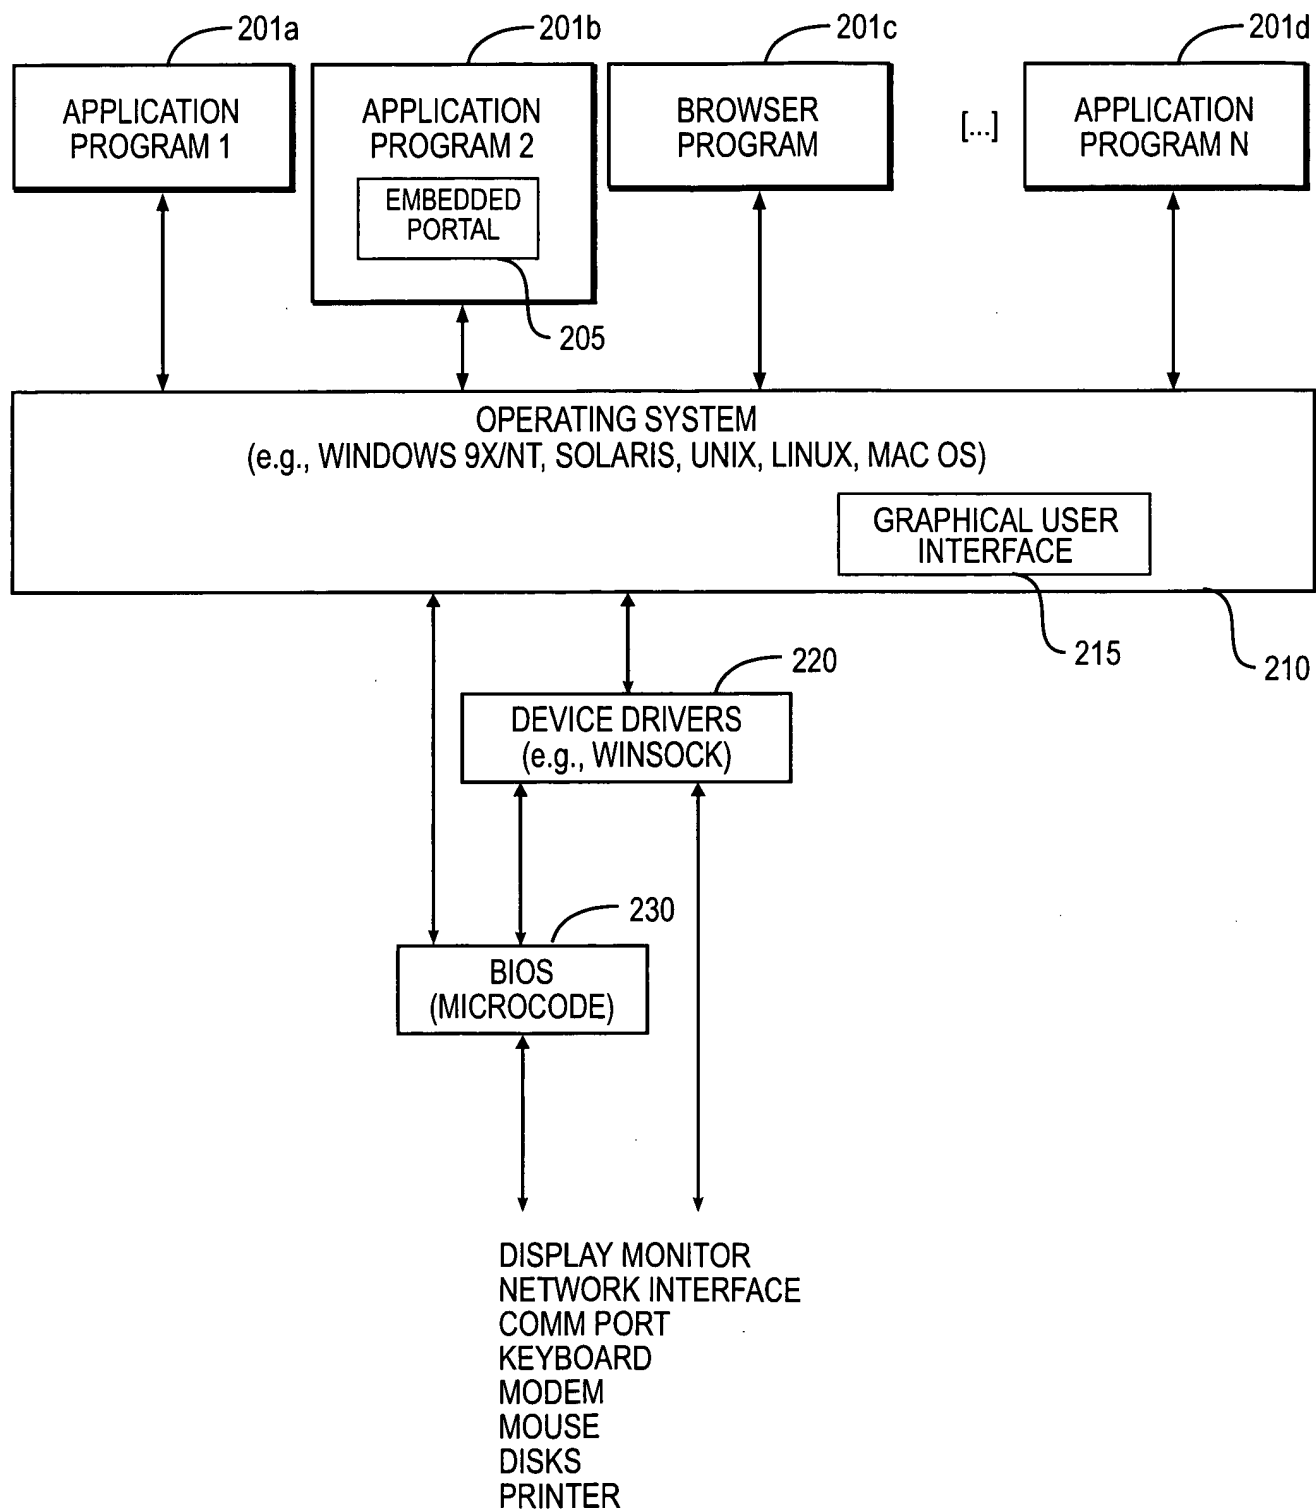 201a
201b
201c
201d
APPLICATION
PROGRAM 1
APPLICATION
PROGRAM 2
EMBEDDED
PORTAL
BROWSER
PROGRAM
[...]
APPLICATION
PROGRAM N
205
OPERATING SYSTEM
(e.g., WINDOWS 9X/NT, SOLARIS, UNIX, LINUX, MAC OS)
GRAPHICAL USER
INTERFACE
215
210
220
DEVICE DRIVERS
(e.g., WINSOCK)
230
BIOS
(MICROCODE)
DISPLAY MONITOR
NETWORK INTERFACE
COMM PORT
KEYBOARD
MODEM
MOUSE
DISKS
PRINTER